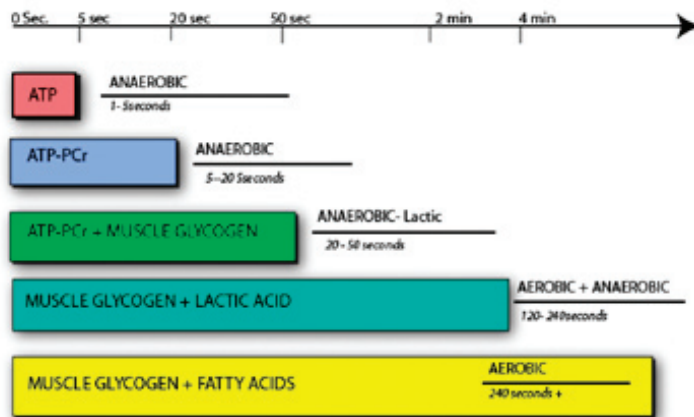 0 Sec. 5 sec 20 sec 50 sec 2 min 4 min
ATP
ANAEROBIC
1-5seconds
ATP-PCr
ANAEROBIC
5--20 Sseconds
ATP-PCr + MUSCLE GLYCOGEN
ANAEROBIC- Lactic
20 - 50 seconds
MUSCLE GLYCOGEN + LACTIC ACID
AEROBIC + ANAEROBIC
120- 240seconds
MUSCLE GLYCOGEN + FATTY ACIDS
AEROBIC
240 seconds +